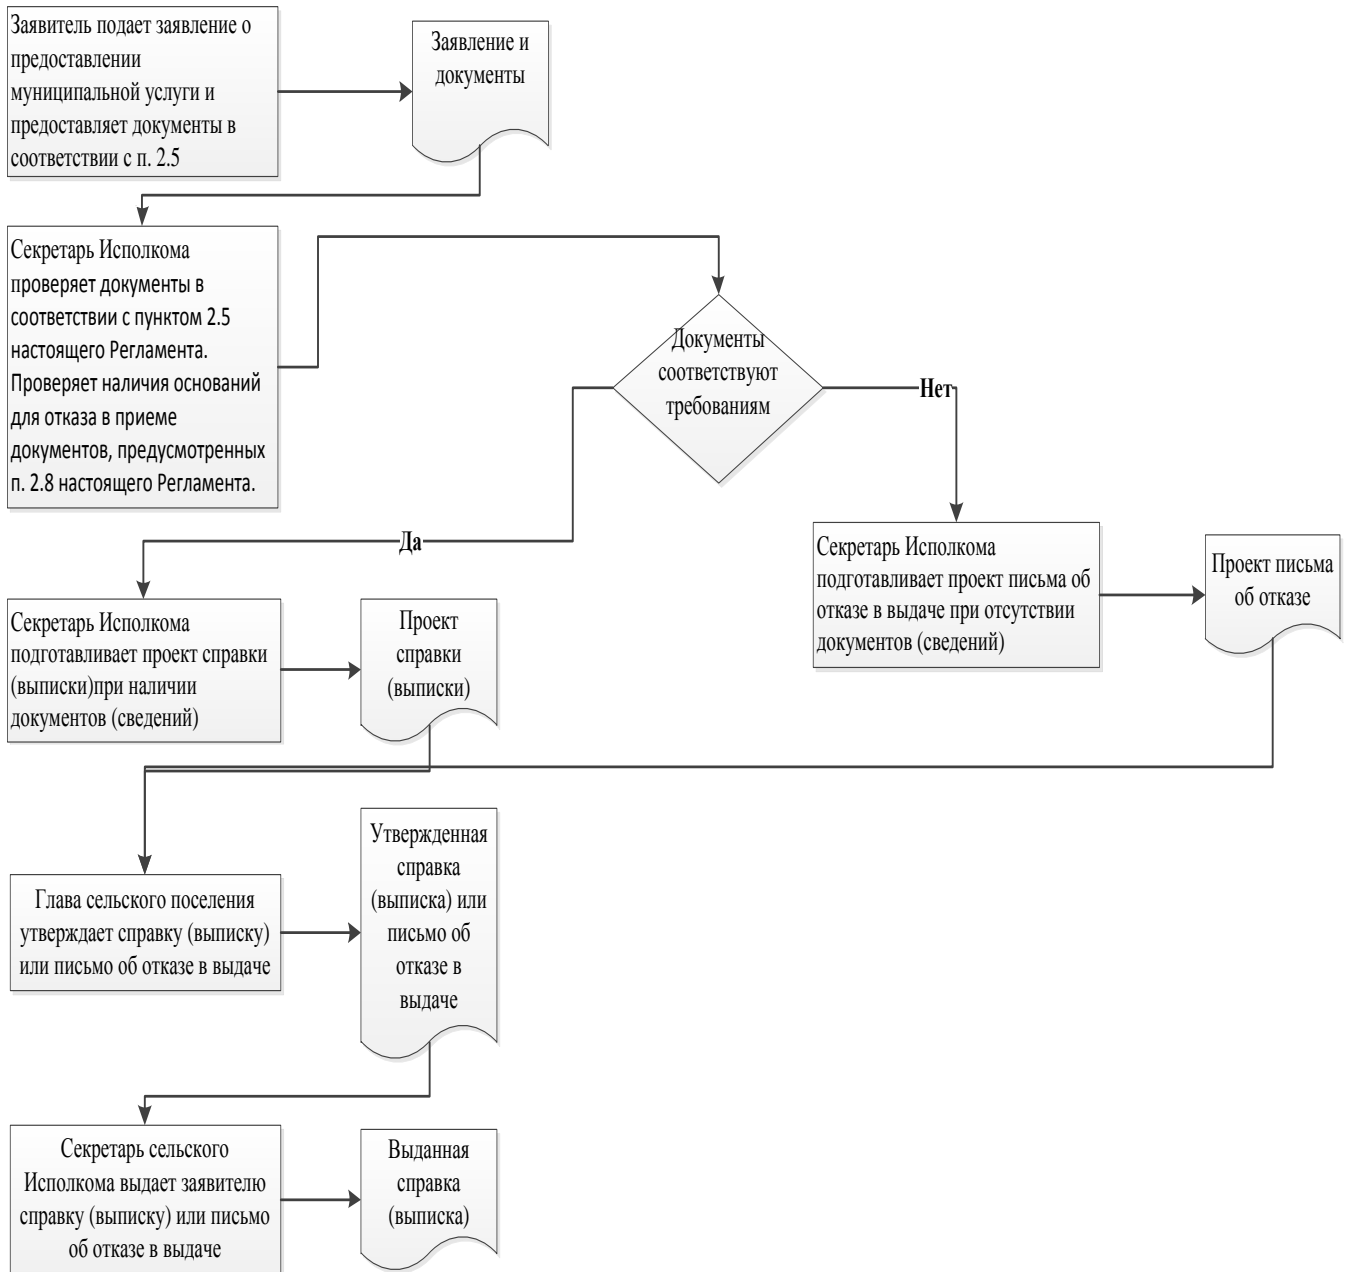 Заявитель подает заявление о
предоставлении
муниципальной услуги и
предоставляет документы в
соответствии с п. 2.5
Заявление и
документы
Секретарь Исполкома
проверяет документы в
соответствии с пунктом 2.5
настоящего Регламента.
Проверяет наличия оснований
для отказа в приеме
документов, предусмотренных
п. 2.8 настоящего Регламента.
Документы
соответствуют
требованиям
Нет
Да
Секретарь Исполкома
подготавливает проект письма об
отказе в выдаче при отсутствии
документов (сведений)
Проект письма
об отказе
Секретарь Исполкома
подготавливает проект справки
(выписки)при наличии
документов (сведений)
Проект
справки
(выписки)
Глава сельского поселения
утверждает справку (выписку)
или письмо об отказе в выдаче
Утвержденная
справка
(выписка) или
письмо об
отказе в
выдаче
Секретарь сельского
Исполкома выдает заявителю
справку (выписку) или письмо
об отказе в выдаче
Выданная
справка
(выписка)